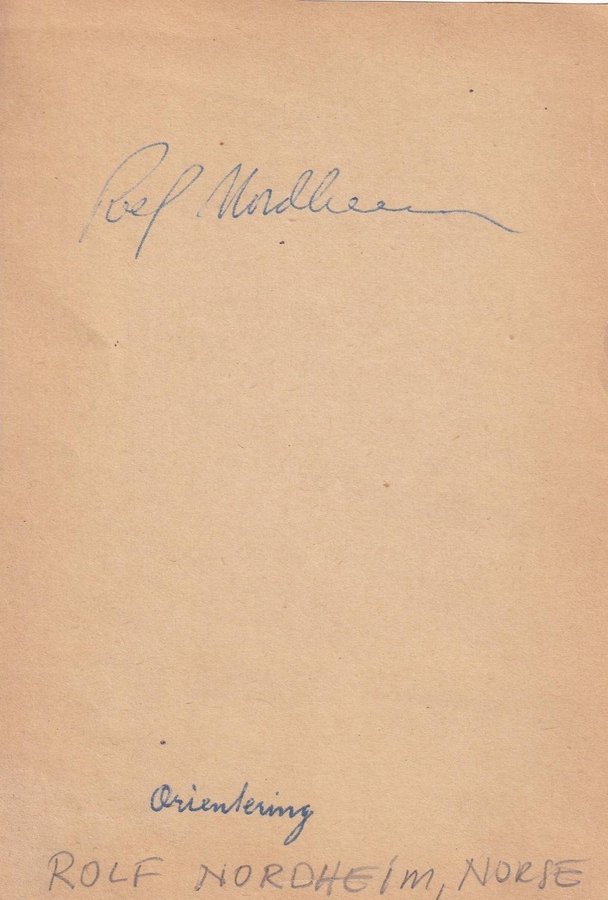 Rolf Nordheim
Orientering
ROLF NORDHEIM, NORSE